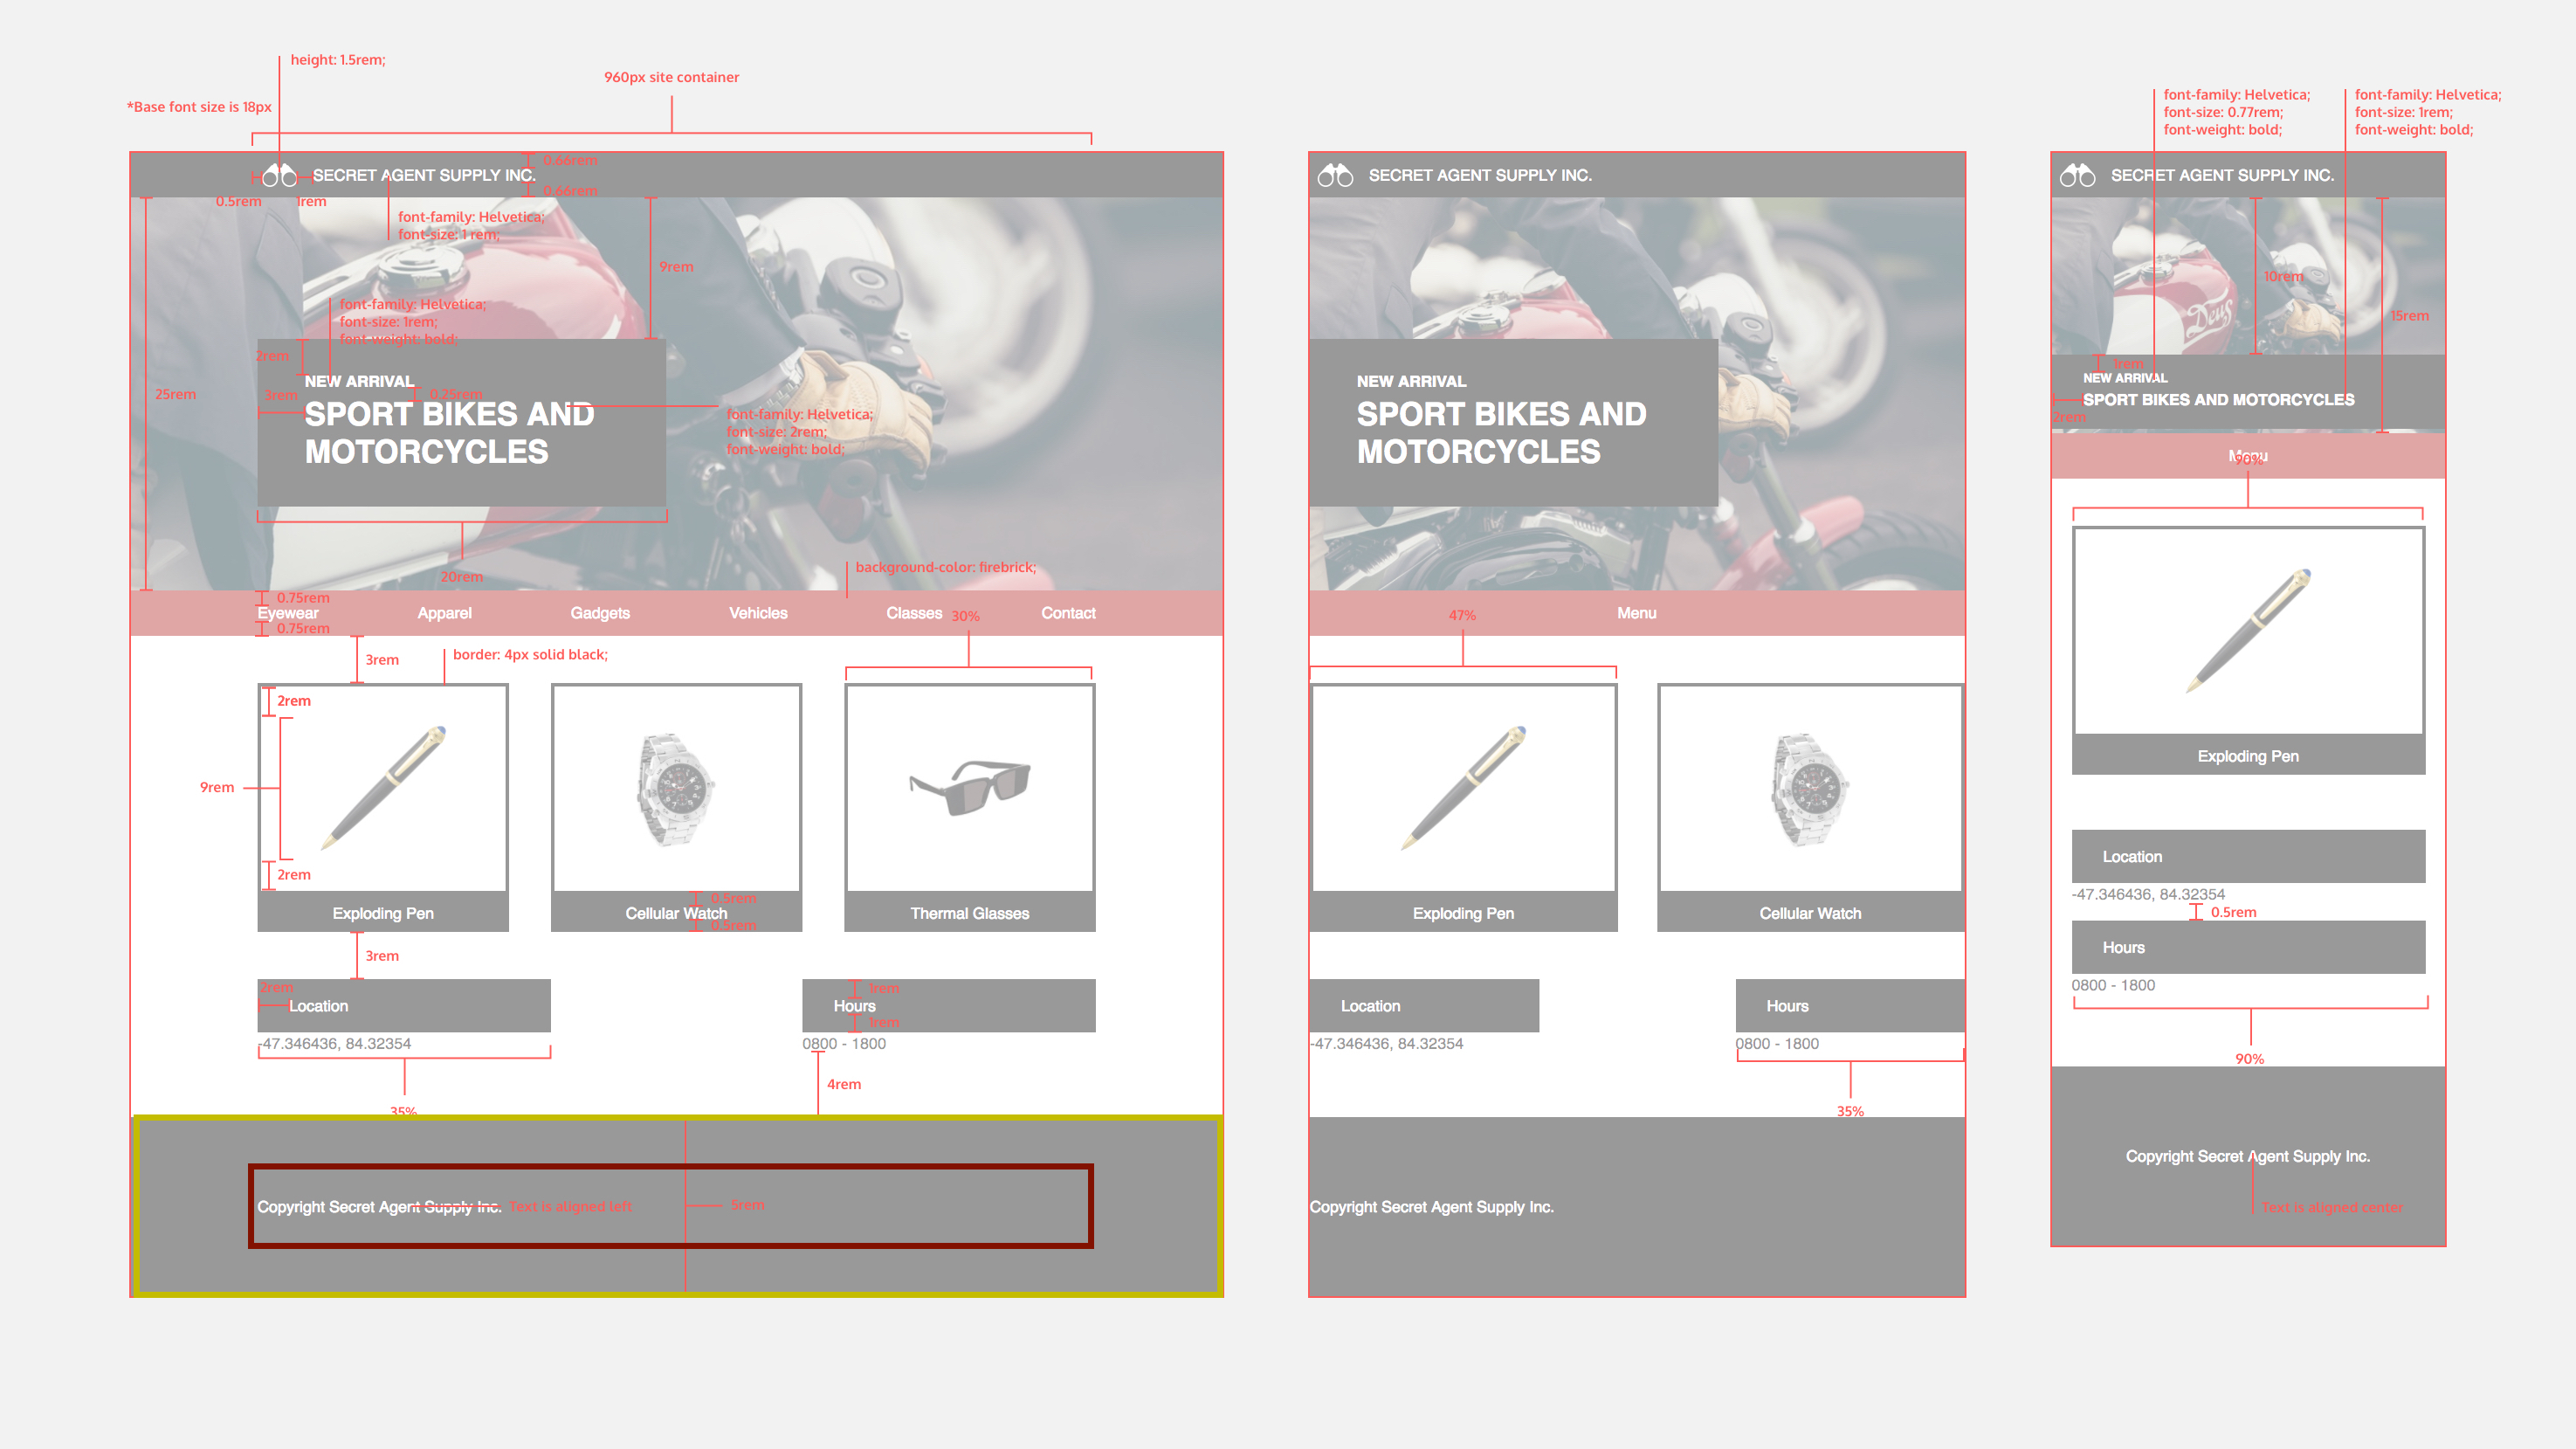 height: 1.5rem;
960px site container
*Base font size is 18px
0.66rem
SECRET AGENT SUPPLY INC.
0.66rem
0.5rem
1rem
font-family: Helvetica;
font-size: 1 rem;
9rem
font-family: Helvetica;
font-size: 1rem;
font-weight: bold;
2rem
NEW ARRIVAL
25rem
3rem
0.25rem
SPORT BIKES AND
MOTORCYCLES
font-family: Helvetica;
font-size: 2rem;
font-weight: bold;
20rem
background-color: firebrick;
0.75rem
Eyewear
Apparel
Gadgets
Vehicles
Classes
Contact
0.75rem
30%
3rem
border: 4px solid black;
2rem
9rem
2rem
0.5rem
Exploding Pen
Cellular Watch
Thermal Glasses
0.5rem
3rem
2rem
Location
1rem
Hours
1rem
-47.346436, 84.32354
0800 - 1800
4rem
35%
Copyright Secret Agent Supply Inc.
Text is aligned left
5rem
SECRET AGENT SUPPLY INC.
NEW ARRIVAL
SPORT BIKES AND
MOTORCYCLES
Menu
47%
Exploding Pen
Cellular Watch
Location
Hours
-47.346436, 84.32354
0800 - 1800
35%
Copyright Secret Agent Supply Inc.
font-family: Helvetica;
font-size: 0.77rem;
font-weight: bold;
font-family: Helvetica;
font-size: 1rem;
font-weight: bold;
SECRET AGENT SUPPLY INC.
10rem
Deus
15rem
1rem
NEW ARRIVAL
SPORT BIKES AND MOTORCYCLES
2rem
Menu
90%
Exploding Pen
Location
-47.346436, 84.32354
0.5rem
Hours
0800 - 1800
90%
Copyright Secret Agent Supply Inc.
Text is aligned center